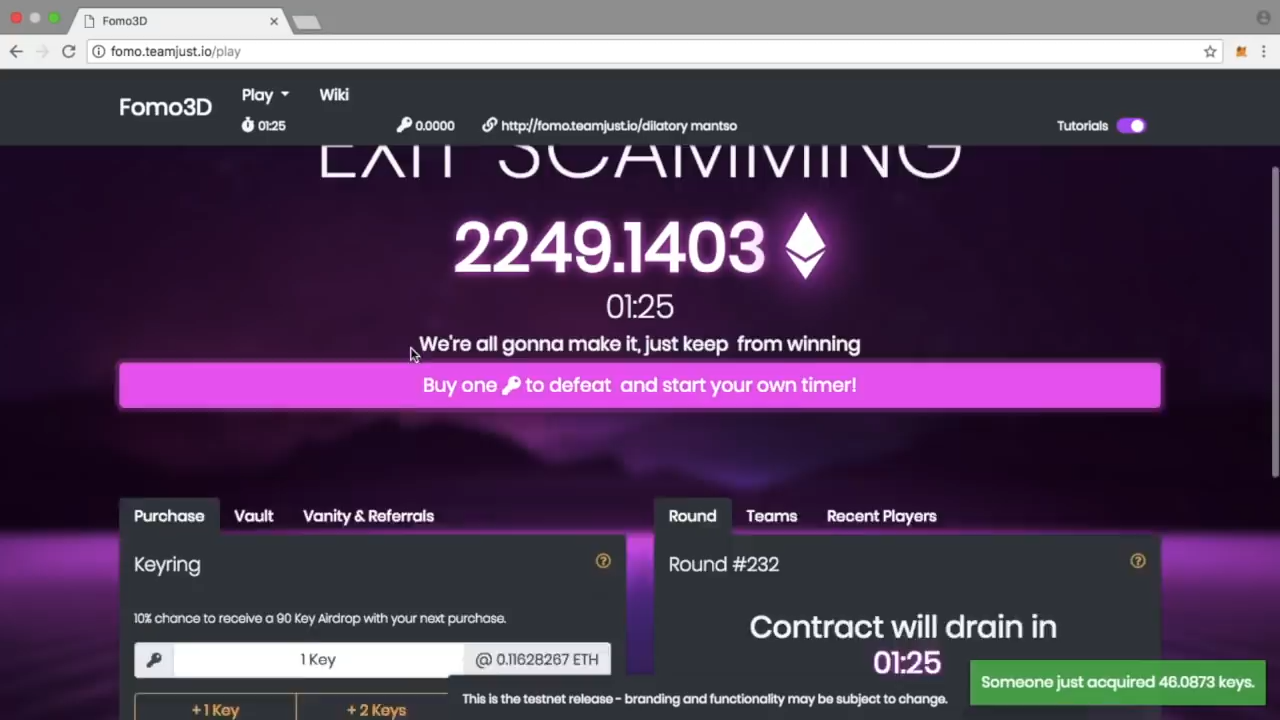 Fomo3D
fomo.teamjust.io/play
Fomo3D
Play
Wiki
01:25
0.0000
http://fomo.teamjust.io/dilatory mantso
Tutorials
EXIT SCAMMING
2249.1403
01:25
We're all gonna make it, just keep from winning
Buy one to defeat and start your own timer!
Purchase
Vault
Vanity & Referrals
Keyring
10% chance to receive a 90 Key Airdrop with your next purchase.
1 Key
@ 0.11628267 ETH
+1 Key
+ 2 Keys
Round
Teams
Recent Players
Round #232
Contract will drain in
01:25
Someone just acquired 46.0873 keys.
This is the testnet release - branding and functionality may be subject to change.